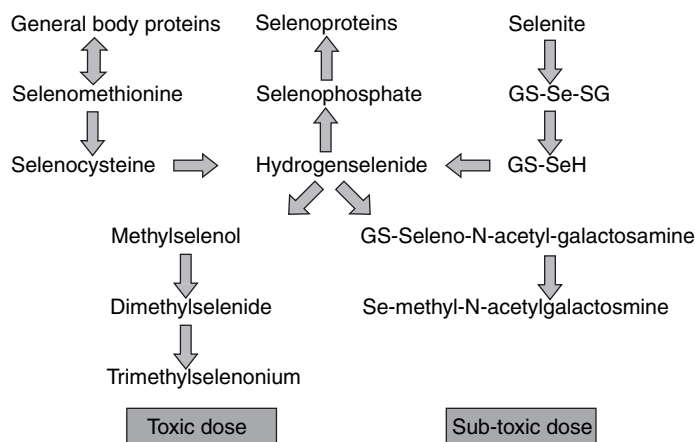 General body proteins
Selenoproteins
Selenite
Selenomethionine
Selenophosphate
GS-Se-SG
Selenocysteine
Hydrogenselenide
GS-SeH
Methylselenol
GS-Seleno-N-acetyl-galactosamine
Dimethylselenide
Se-methyl-N-acetylgalactosmine
Trimethylselenonium
Toxic dose
Sub-toxic dose